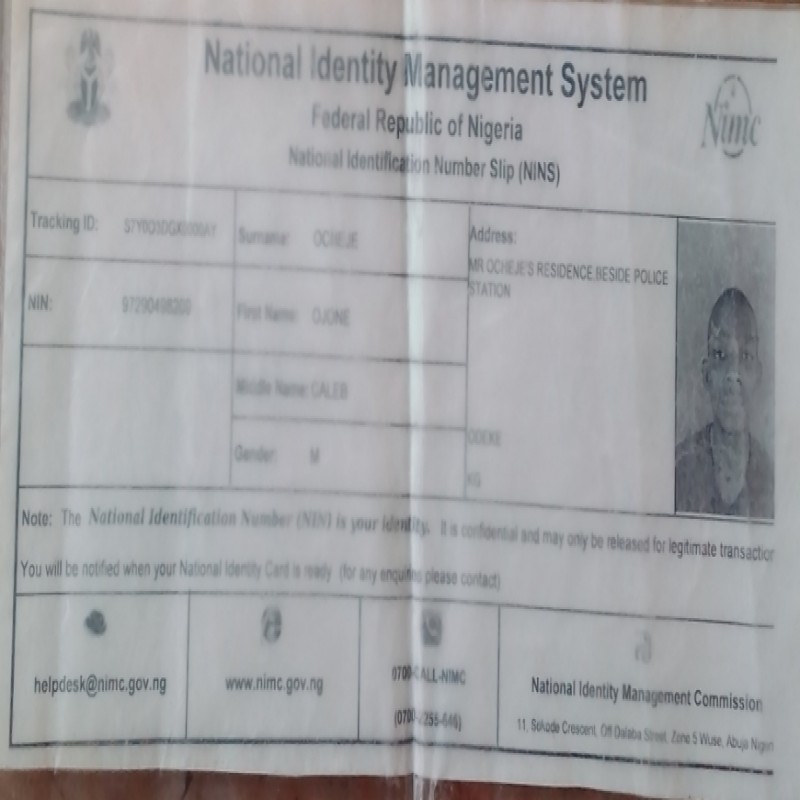 National Identity Management System
Federal Republic of Nigeria
National Identification Number Slip (NINS)
Nimc
Tracking ID:
Surname: OCHEJE
Address:
MR OCHEJE'S RESIDENCE,BESIDE POLICE
STATION
NIN:
First Name: OJONE
Middle Name: CALEB
ODEKE
Gender: M
KG
Note: The National Identification Number (NIN) is your identity. It is confidential and may only be released for legitimate transaction
You will be notified when your National Identity Card is ready (for any enquiries please contact)
helpdesk@nimc.gov.ng
www.nimc.gov.ng
0700-CALL-NIMC
National Identity Management Commission
11, Sokode Crescent, Off Dalaba Street, Zone 5 Wuse, Abuja Nigeri